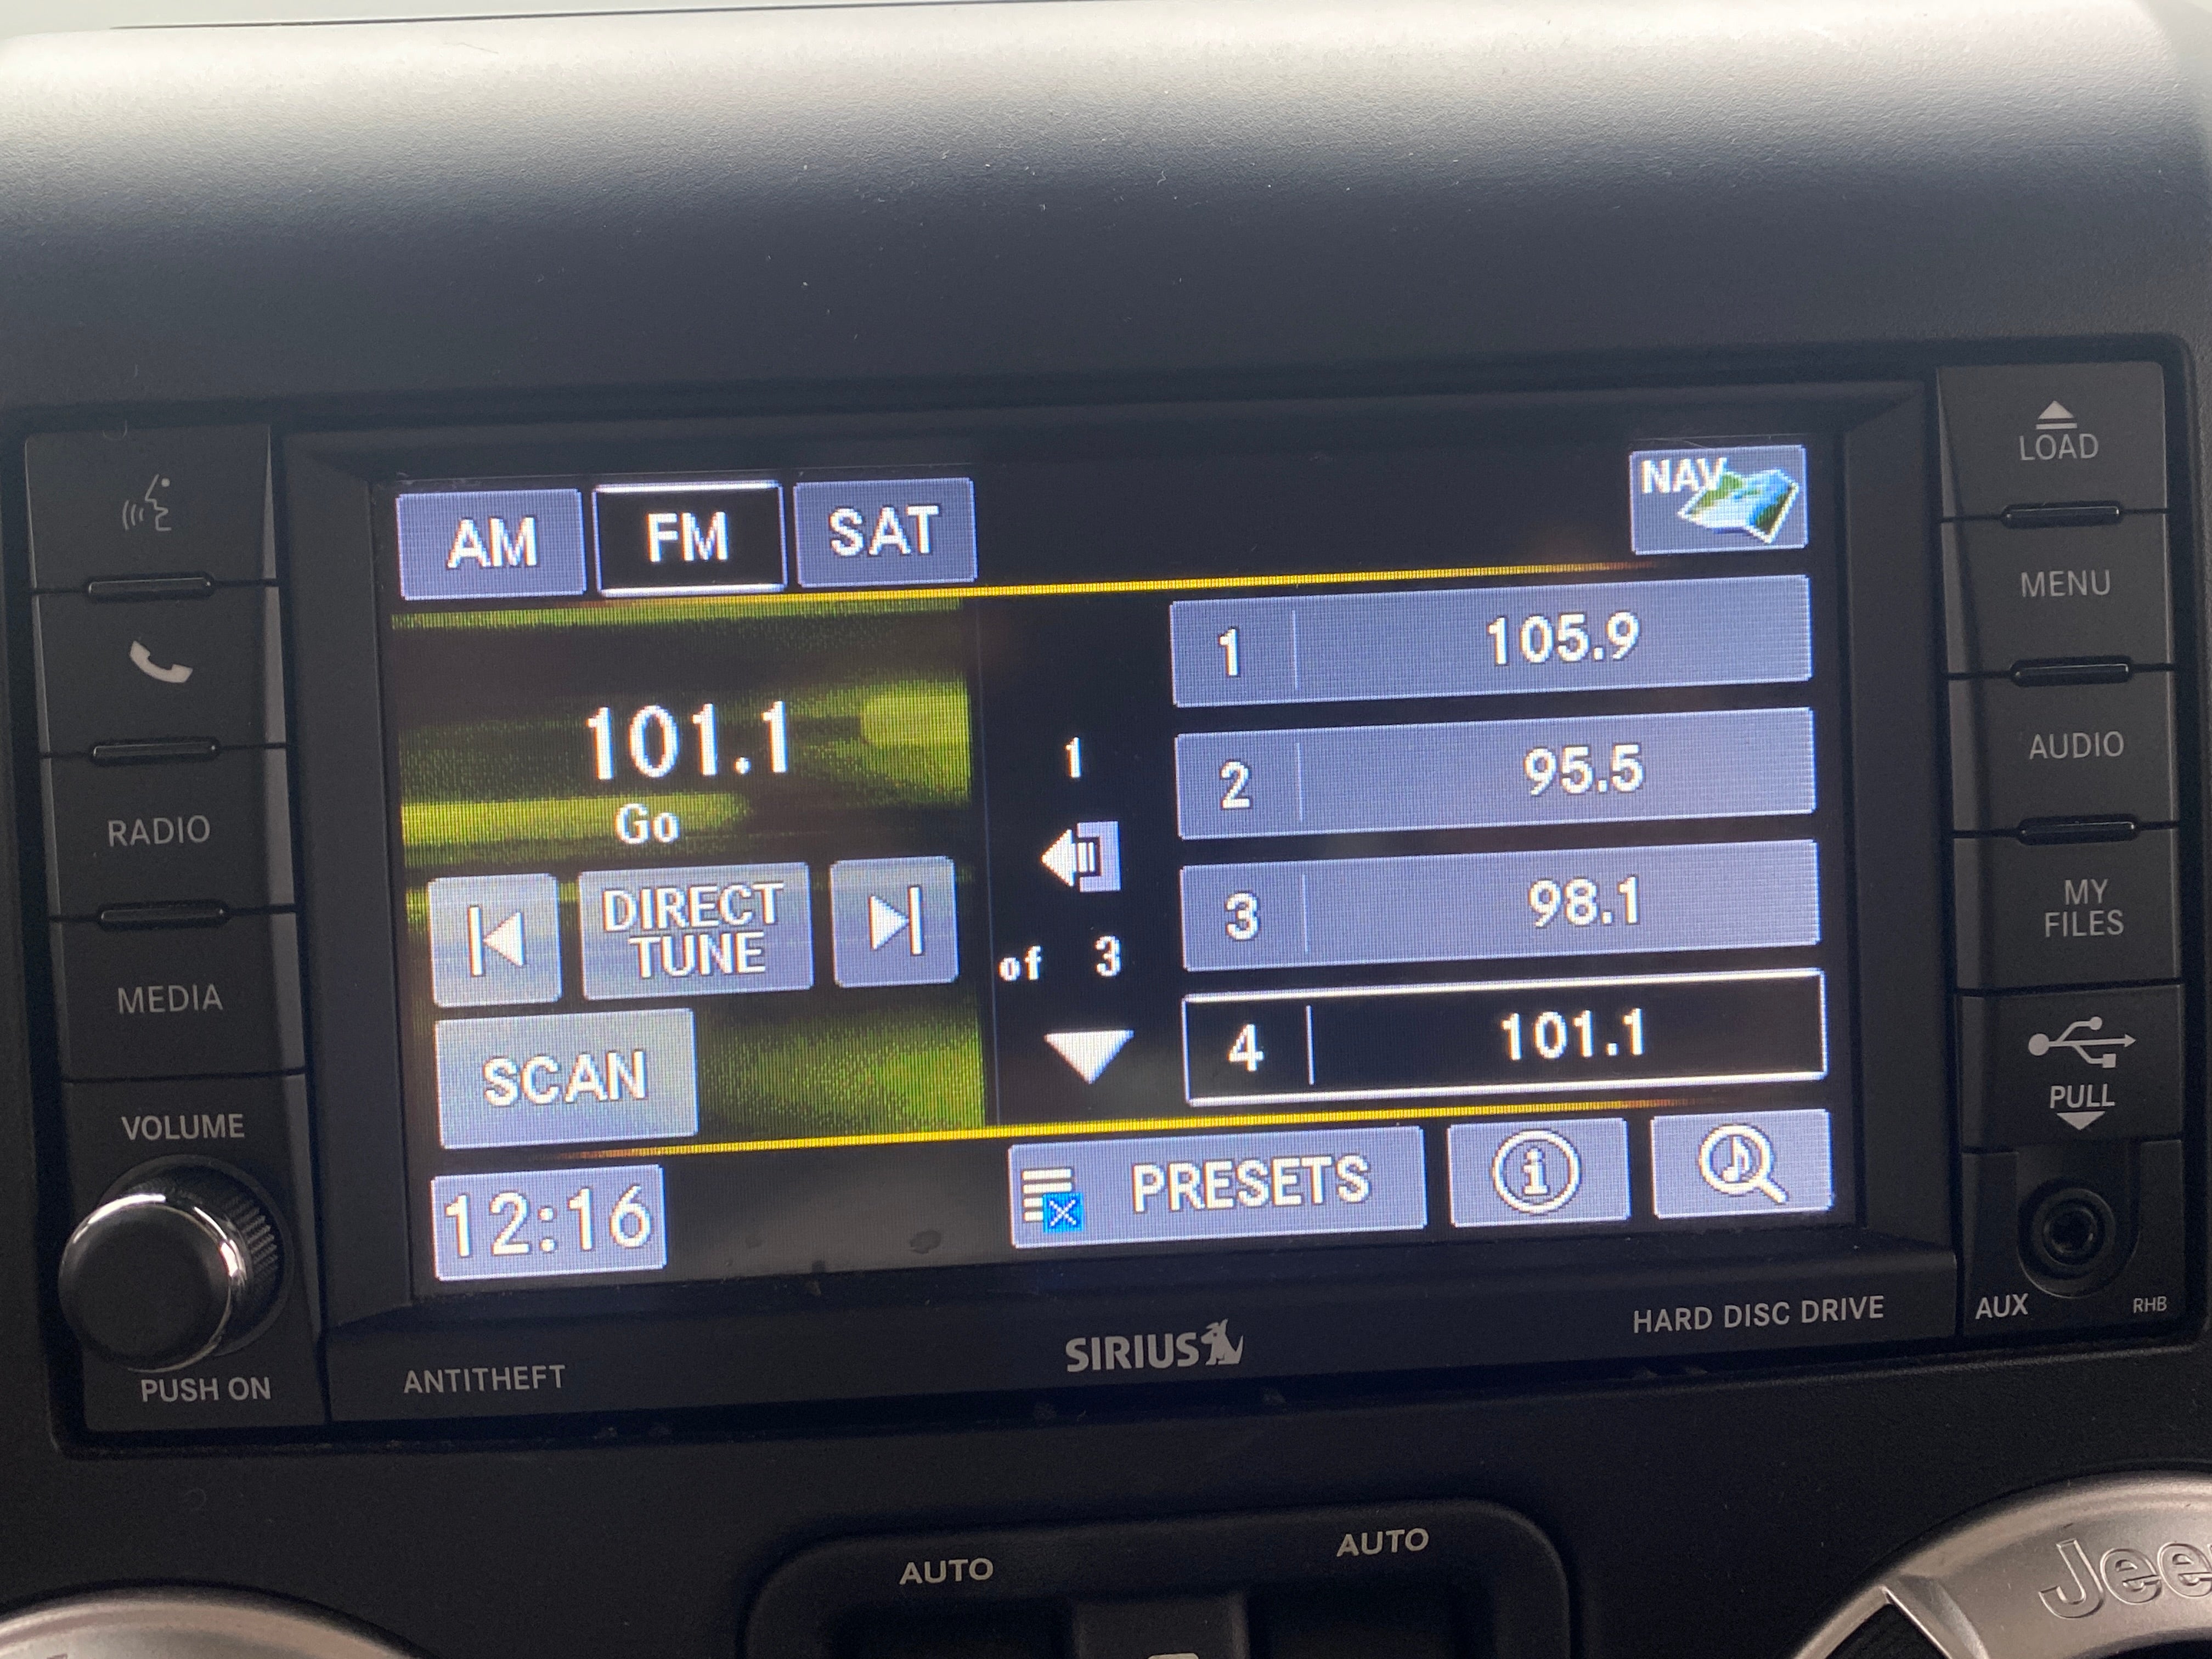 LOAD
AM
FM
SAT
NAV
MENU
1
105.9
101.1
1
2
95.5
AUDIO
Go
RADIO
DIRECT
TUNE
3
98.1
MY
FILES
of 3
MEDIA
4
101.1
SCAN
PULL
VOLUME
12:16
PRESETS
i
AUX
RHB
HARD DISC DRIVE
SIRIUS
ANTITHEFT
PUSH ON
AUTO
AUTO
Jee